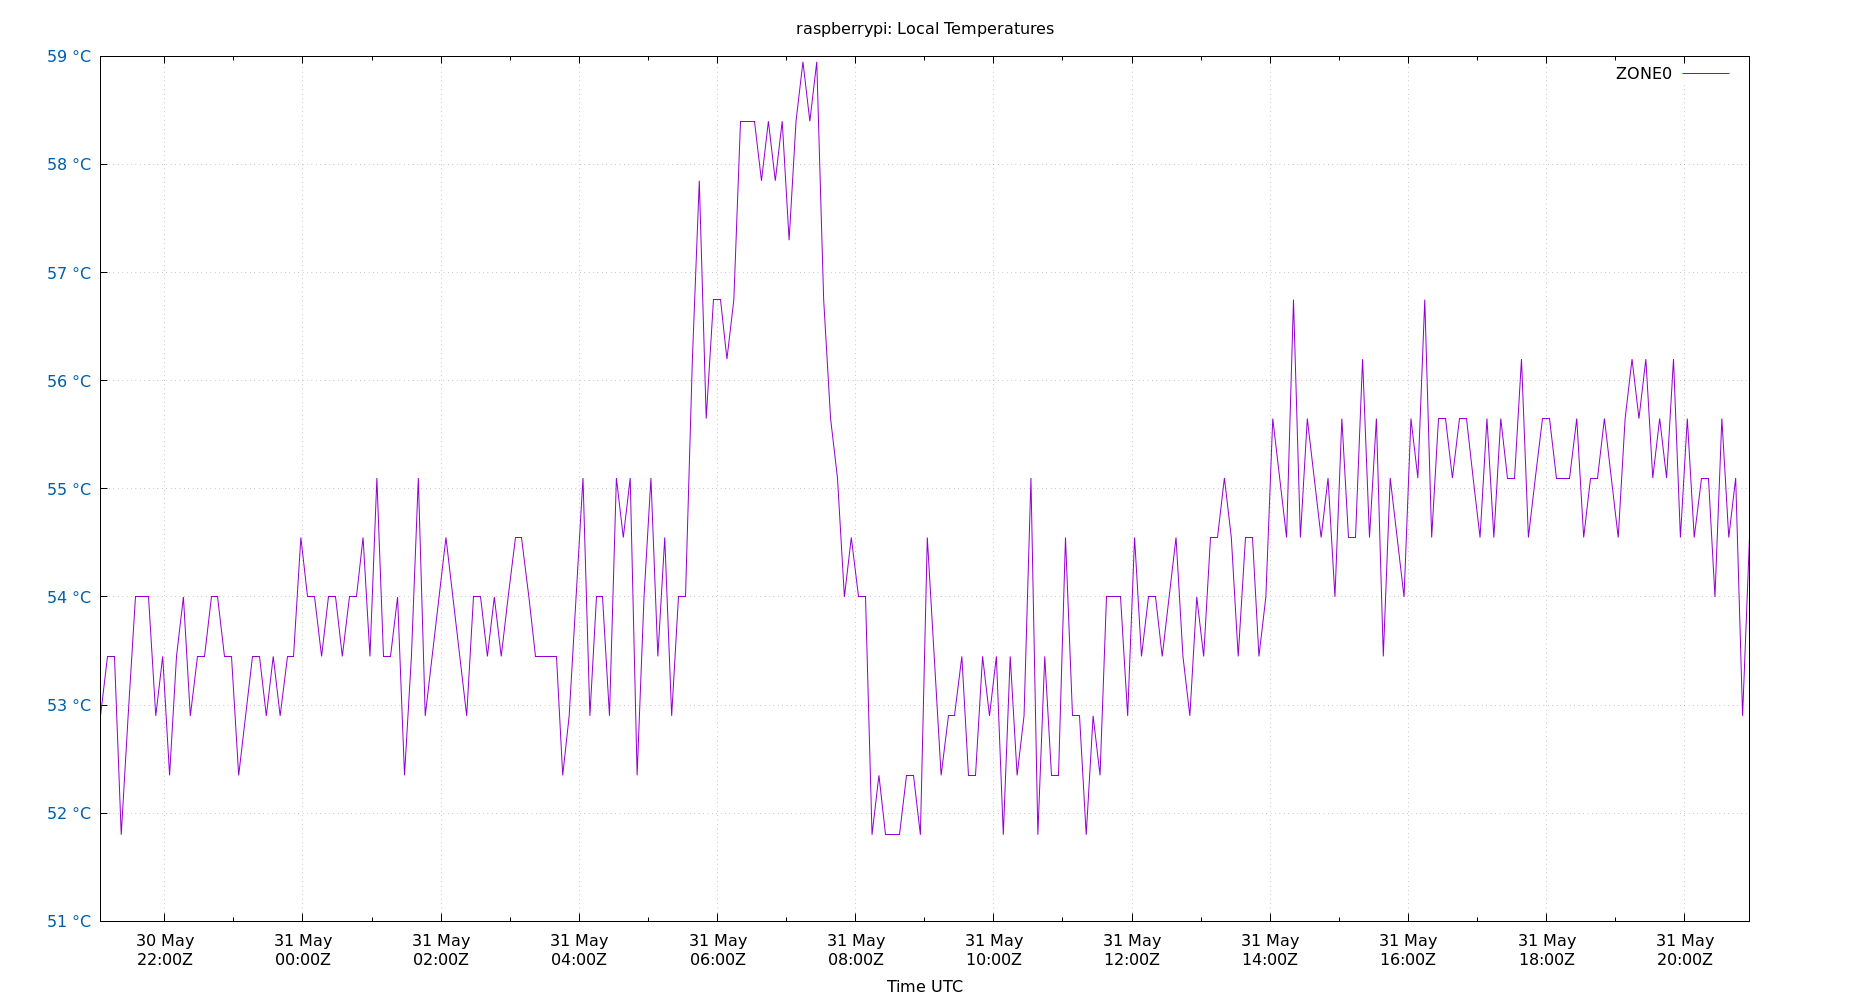 raspberrypi: Local Temperatures
59 °C
ZONE0
58 °C
57 °C
56 °C
55 °C
54 °C
53 °C
52 °C
51 °C
30 May 31 May 31 May 31 May 31 May 31 May 31 May 31 May 31 May 31 May 31 May 31 May
22:00Z 00:00Z 02:00Z 04:00Z 06:00Z 08:00Z 10:00Z 12:00Z 14:00Z 16:00Z 18:00Z 20:00Z
Time UTC